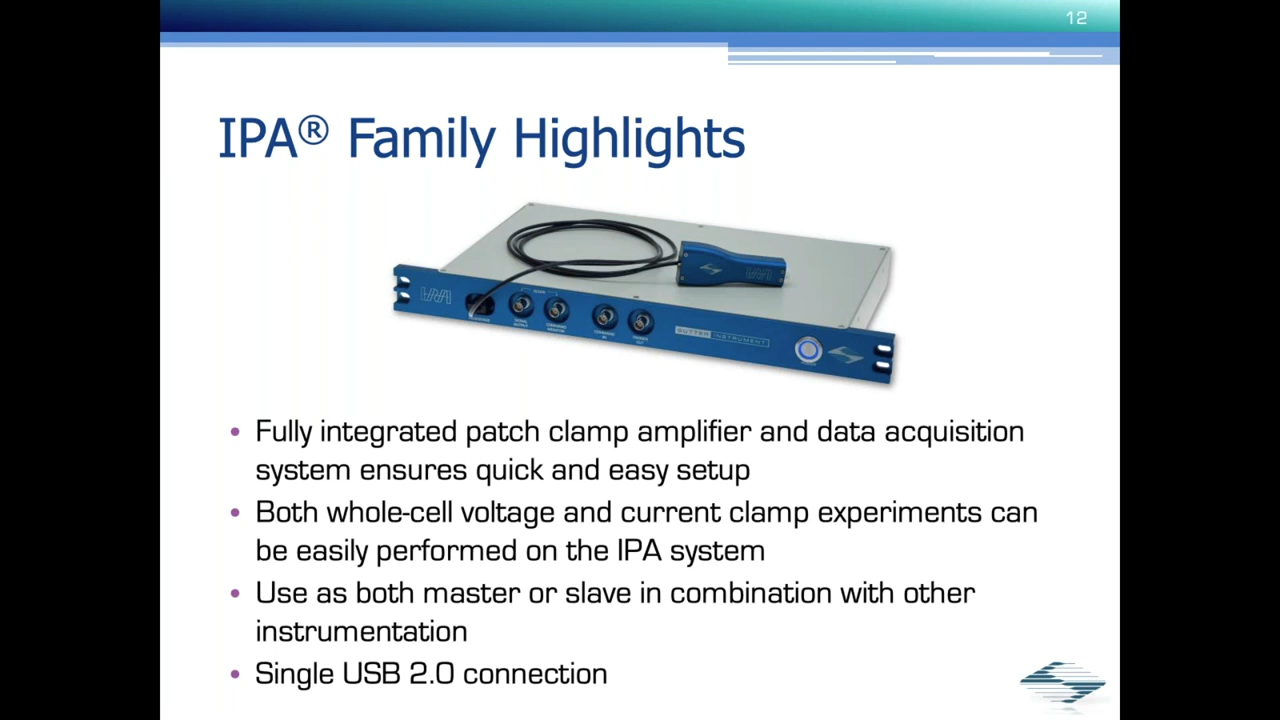 12
IPA® Family Highlights
SUTTER INSTRUMENT
• Fully integrated patch clamp amplifier and data acquisition
system ensures quick and easy setup
• Both whole-cell voltage and current clamp experiments can
be easily performed on the IPA system
• Use as both master or slave in combination with other
instrumentation
• Single USB 2.0 connection